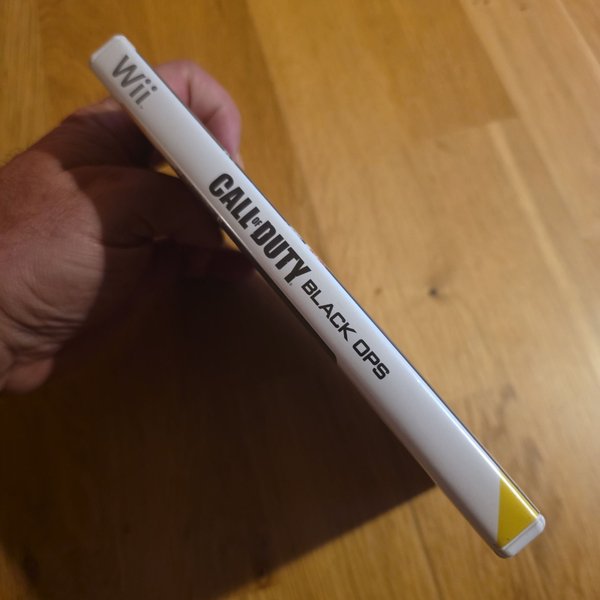 Wii
CALL OF DUTY BLACK OPS